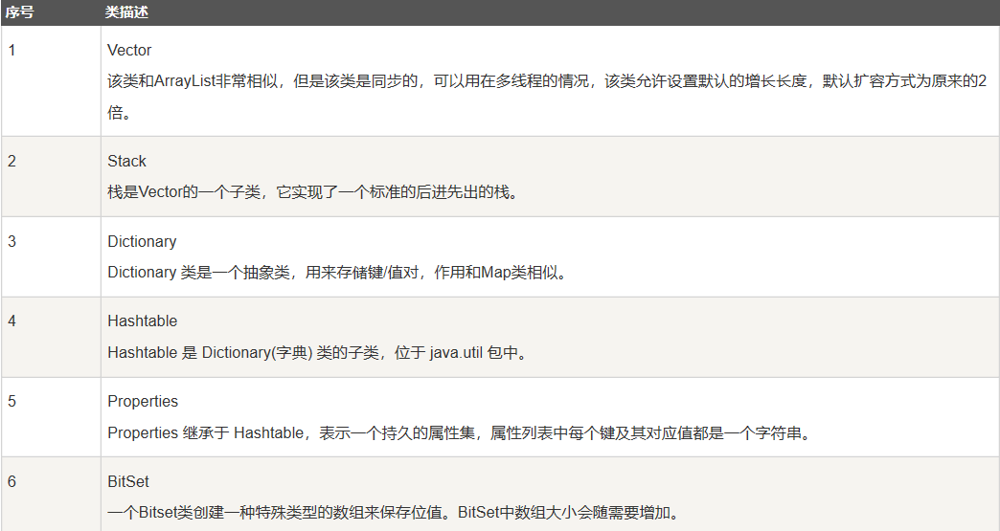 序号 类描述
1 Vector
该类和ArrayList非常相似，但是该类是同步的，可以用在多线程的情况，该类允许设置默认的增长长度，默认扩容方式为原来的2
倍。
2 Stack
栈是Vector的一个子类，它实现了一个标准的后进先出的栈。
3 Dictionary
Dictionary 类是一个抽象类，用来存储键/值对，作用和Map类相似。
4 Hashtable
Hashtable 是 Dictionary(字典) 类的子类，位于 java.util 包中。
5 Properties
Properties 继承于 Hashtable，表示一个持久的属性集，属性列表中每个键及其对应值都是一个字符串。
6 BitSet
一个Bitset类创建一种特殊类型的数组来保存位值。BitSet中数组大小会随需要增加。